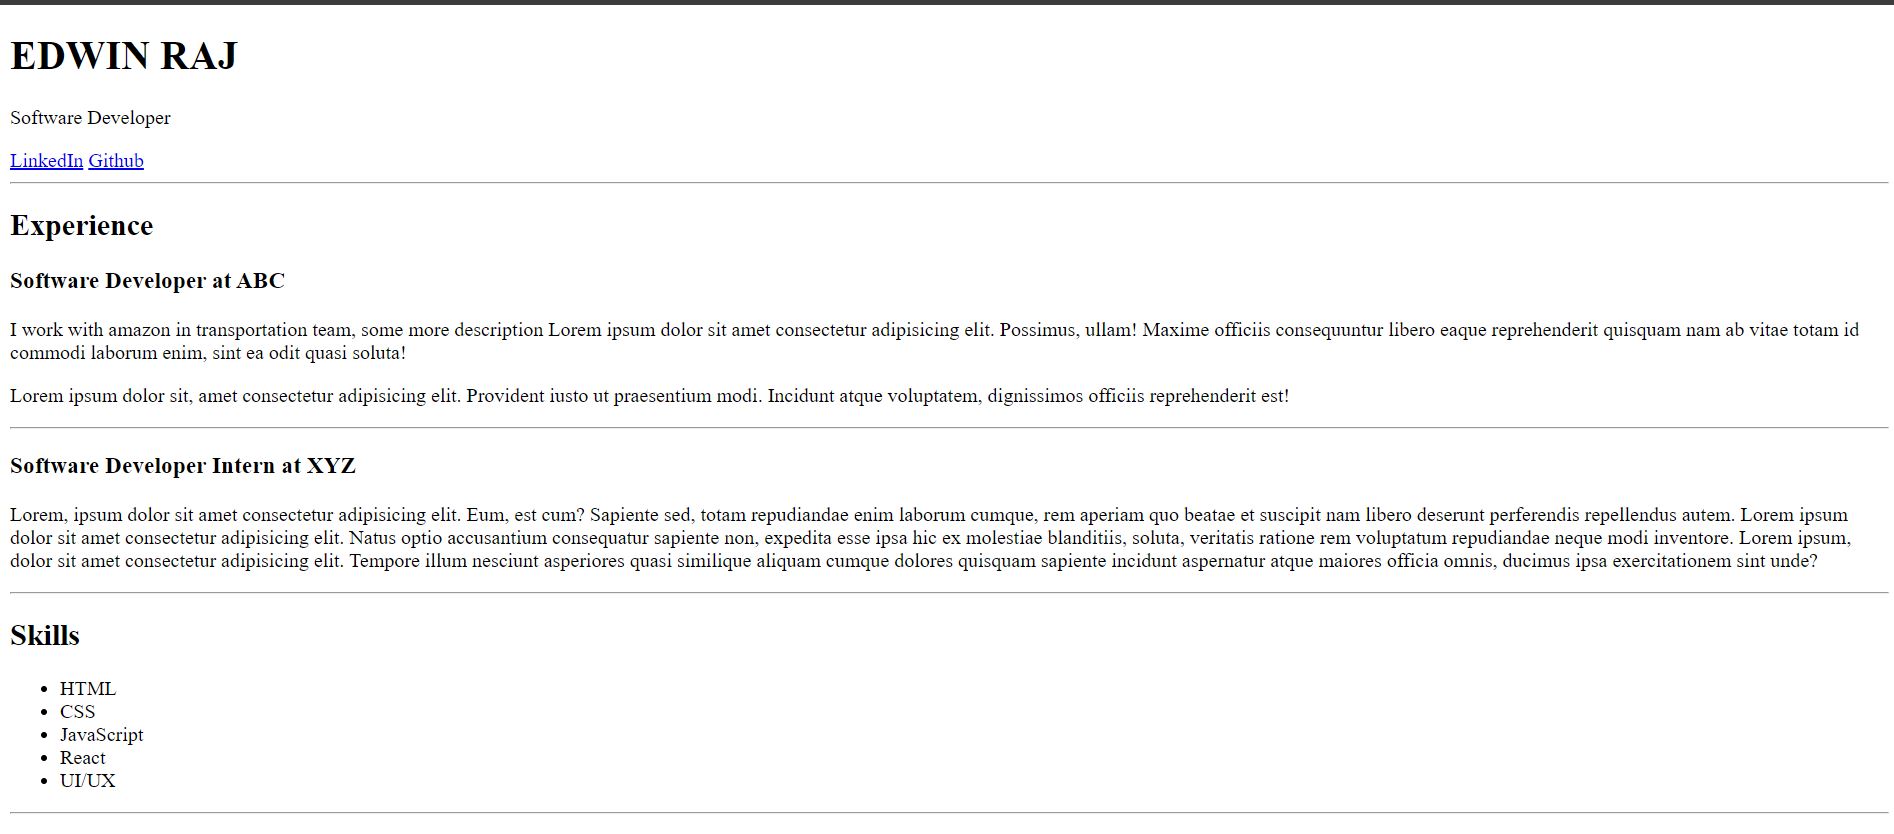 EDWIN RAJ
Software Developer
LinkedIn Github
Experience
Software Developer at ABC
I work with amazon in transportation team, some more description Lorem ipsum dolor sit amet consectetur adipisicing elit. Possimus, ullam! Maxime officiis consequuntur libero eaque reprehenderit quisquam nam ab vitae totam id
commodi laborum enim, sint ea odit quasi soluta!
Lorem ipsum dolor sit, amet consectetur adipisicing elit. Provident iusto ut praesentium modi. Incidunt atque voluptatem, dignissimos officiis reprehenderit est!
Software Developer Intern at XYZ
Lorem, ipsum dolor sit amet consectetur adipisicing elit. Eum, est cum? Sapiente sed, totam repudiandae enim laborum cumque, rem aperiam quo beatae et suscipit nam libero deserunt perferendis repellendus autem. Lorem ipsum
dolor sit amet consectetur adipisicing elit. Natus optio accusantium consequatur sapiente non, expedita esse ipsa hic ex molestiae blanditiis, soluta, veritatis ratione rem voluptatum repudiandae neque modi inventore. Lorem ipsum,
dolor sit amet consectetur adipisicing elit. Tempore illum nesciunt asperiores quasi similique aliquam cumque dolores quisquam sapiente incidunt aspernatur atque maiores officia omnis, ducimus ipsa exercitationem sint unde?
Skills
HTML
CSS
JavaScript
React
UI/UX